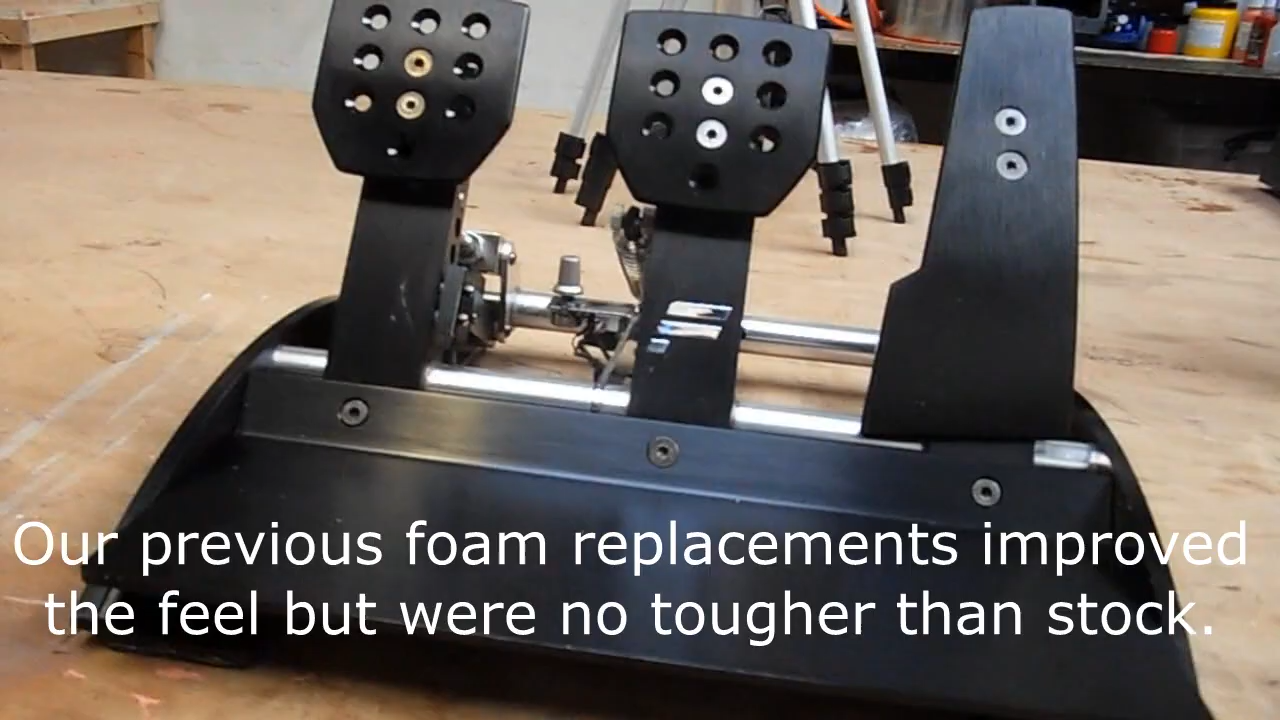 Our previous foam replacements improved
the feel but were no tougher than stock.